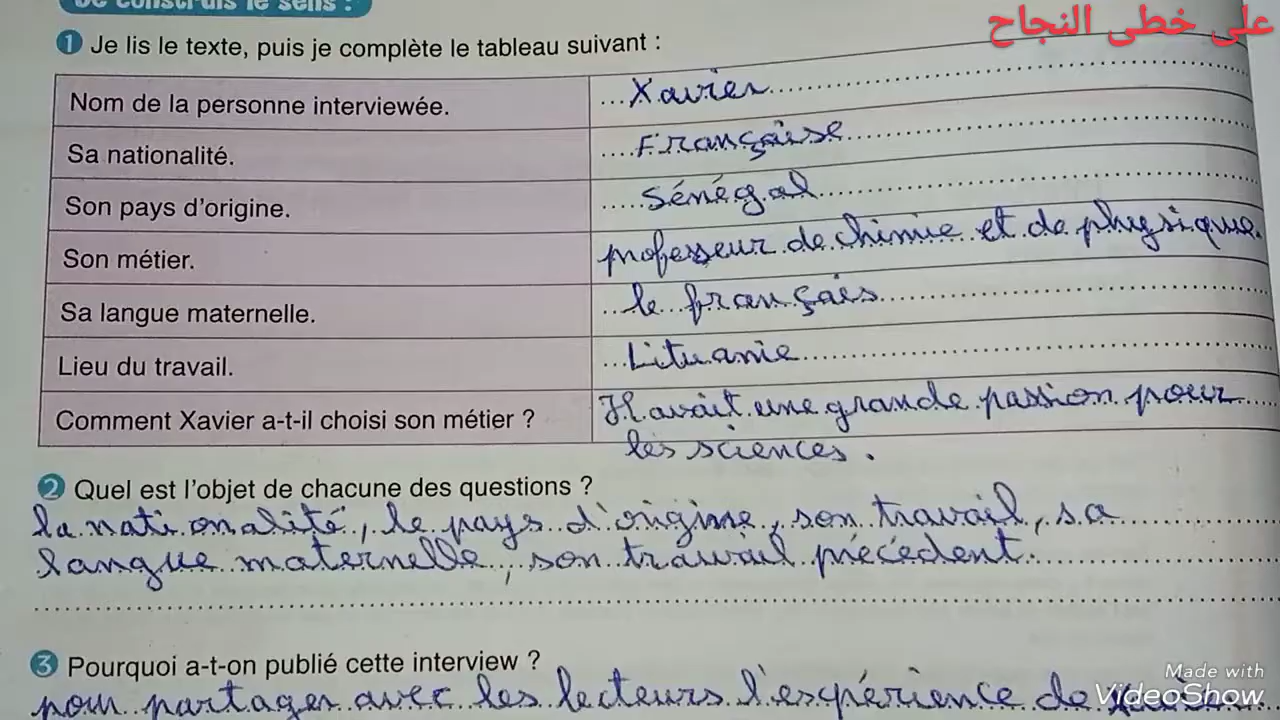 على خطى النجاح
Je construis le sens :
1 Je lis le texte, puis je complète le tableau suivant :
Nom de la personne interviewée. ...Xavier...
Sa nationalité. ....Française...
Son pays d'origine. .....Sénégal...
Son métier. professeur de chimie et de physique.
Sa langue maternelle. ...le français...
Lieu du travail. ...Lituanie...
Comment Xavier a-t-il choisi son métier ? Il avait une grande passion pour
les sciences.
2 Quel est l'objet de chacune des questions ?
la nationalité, le pays d'origine, son travail, sa
langue maternelle, son travail précédent.
3 Pourquoi a-t-on publié cette interview ?
pour partager avec les lecteurs l'expérience de
Made with
VideoShow